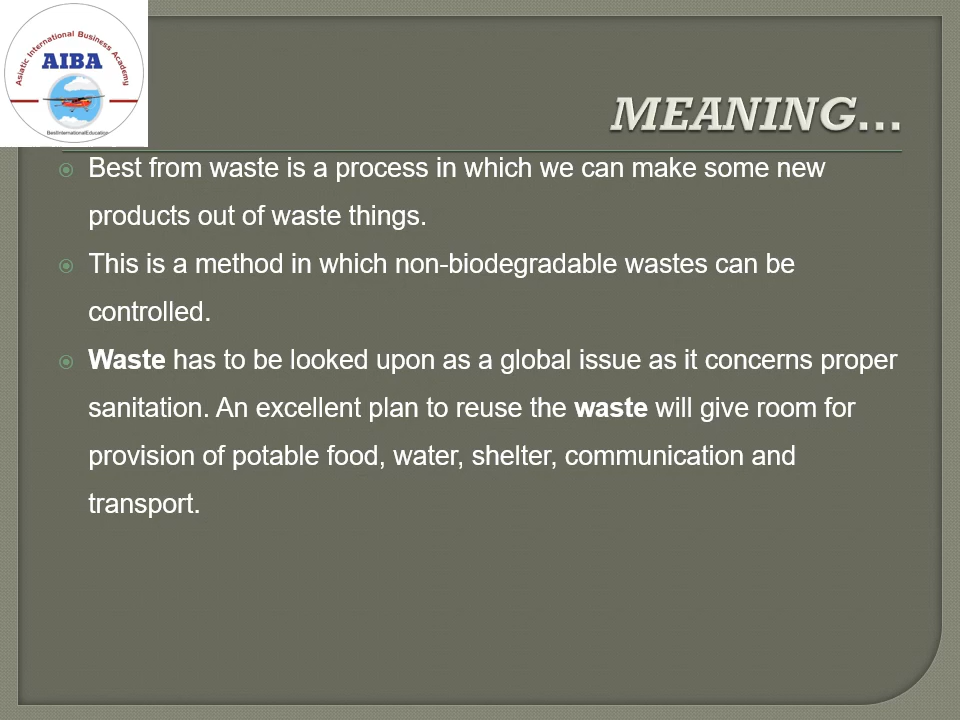 Asiatic International Business Academy
AIBA
BestInternationalEducation
MEANING...
Best from waste is a process in which we can make some new
products out of waste things.
This is a method in which non-biodegradable wastes can be
controlled.
Waste has to be looked upon as a global issue as it concerns proper
sanitation. An excellent plan to reuse the waste will give room for
provision of potable food, water, shelter, communication and
transport.